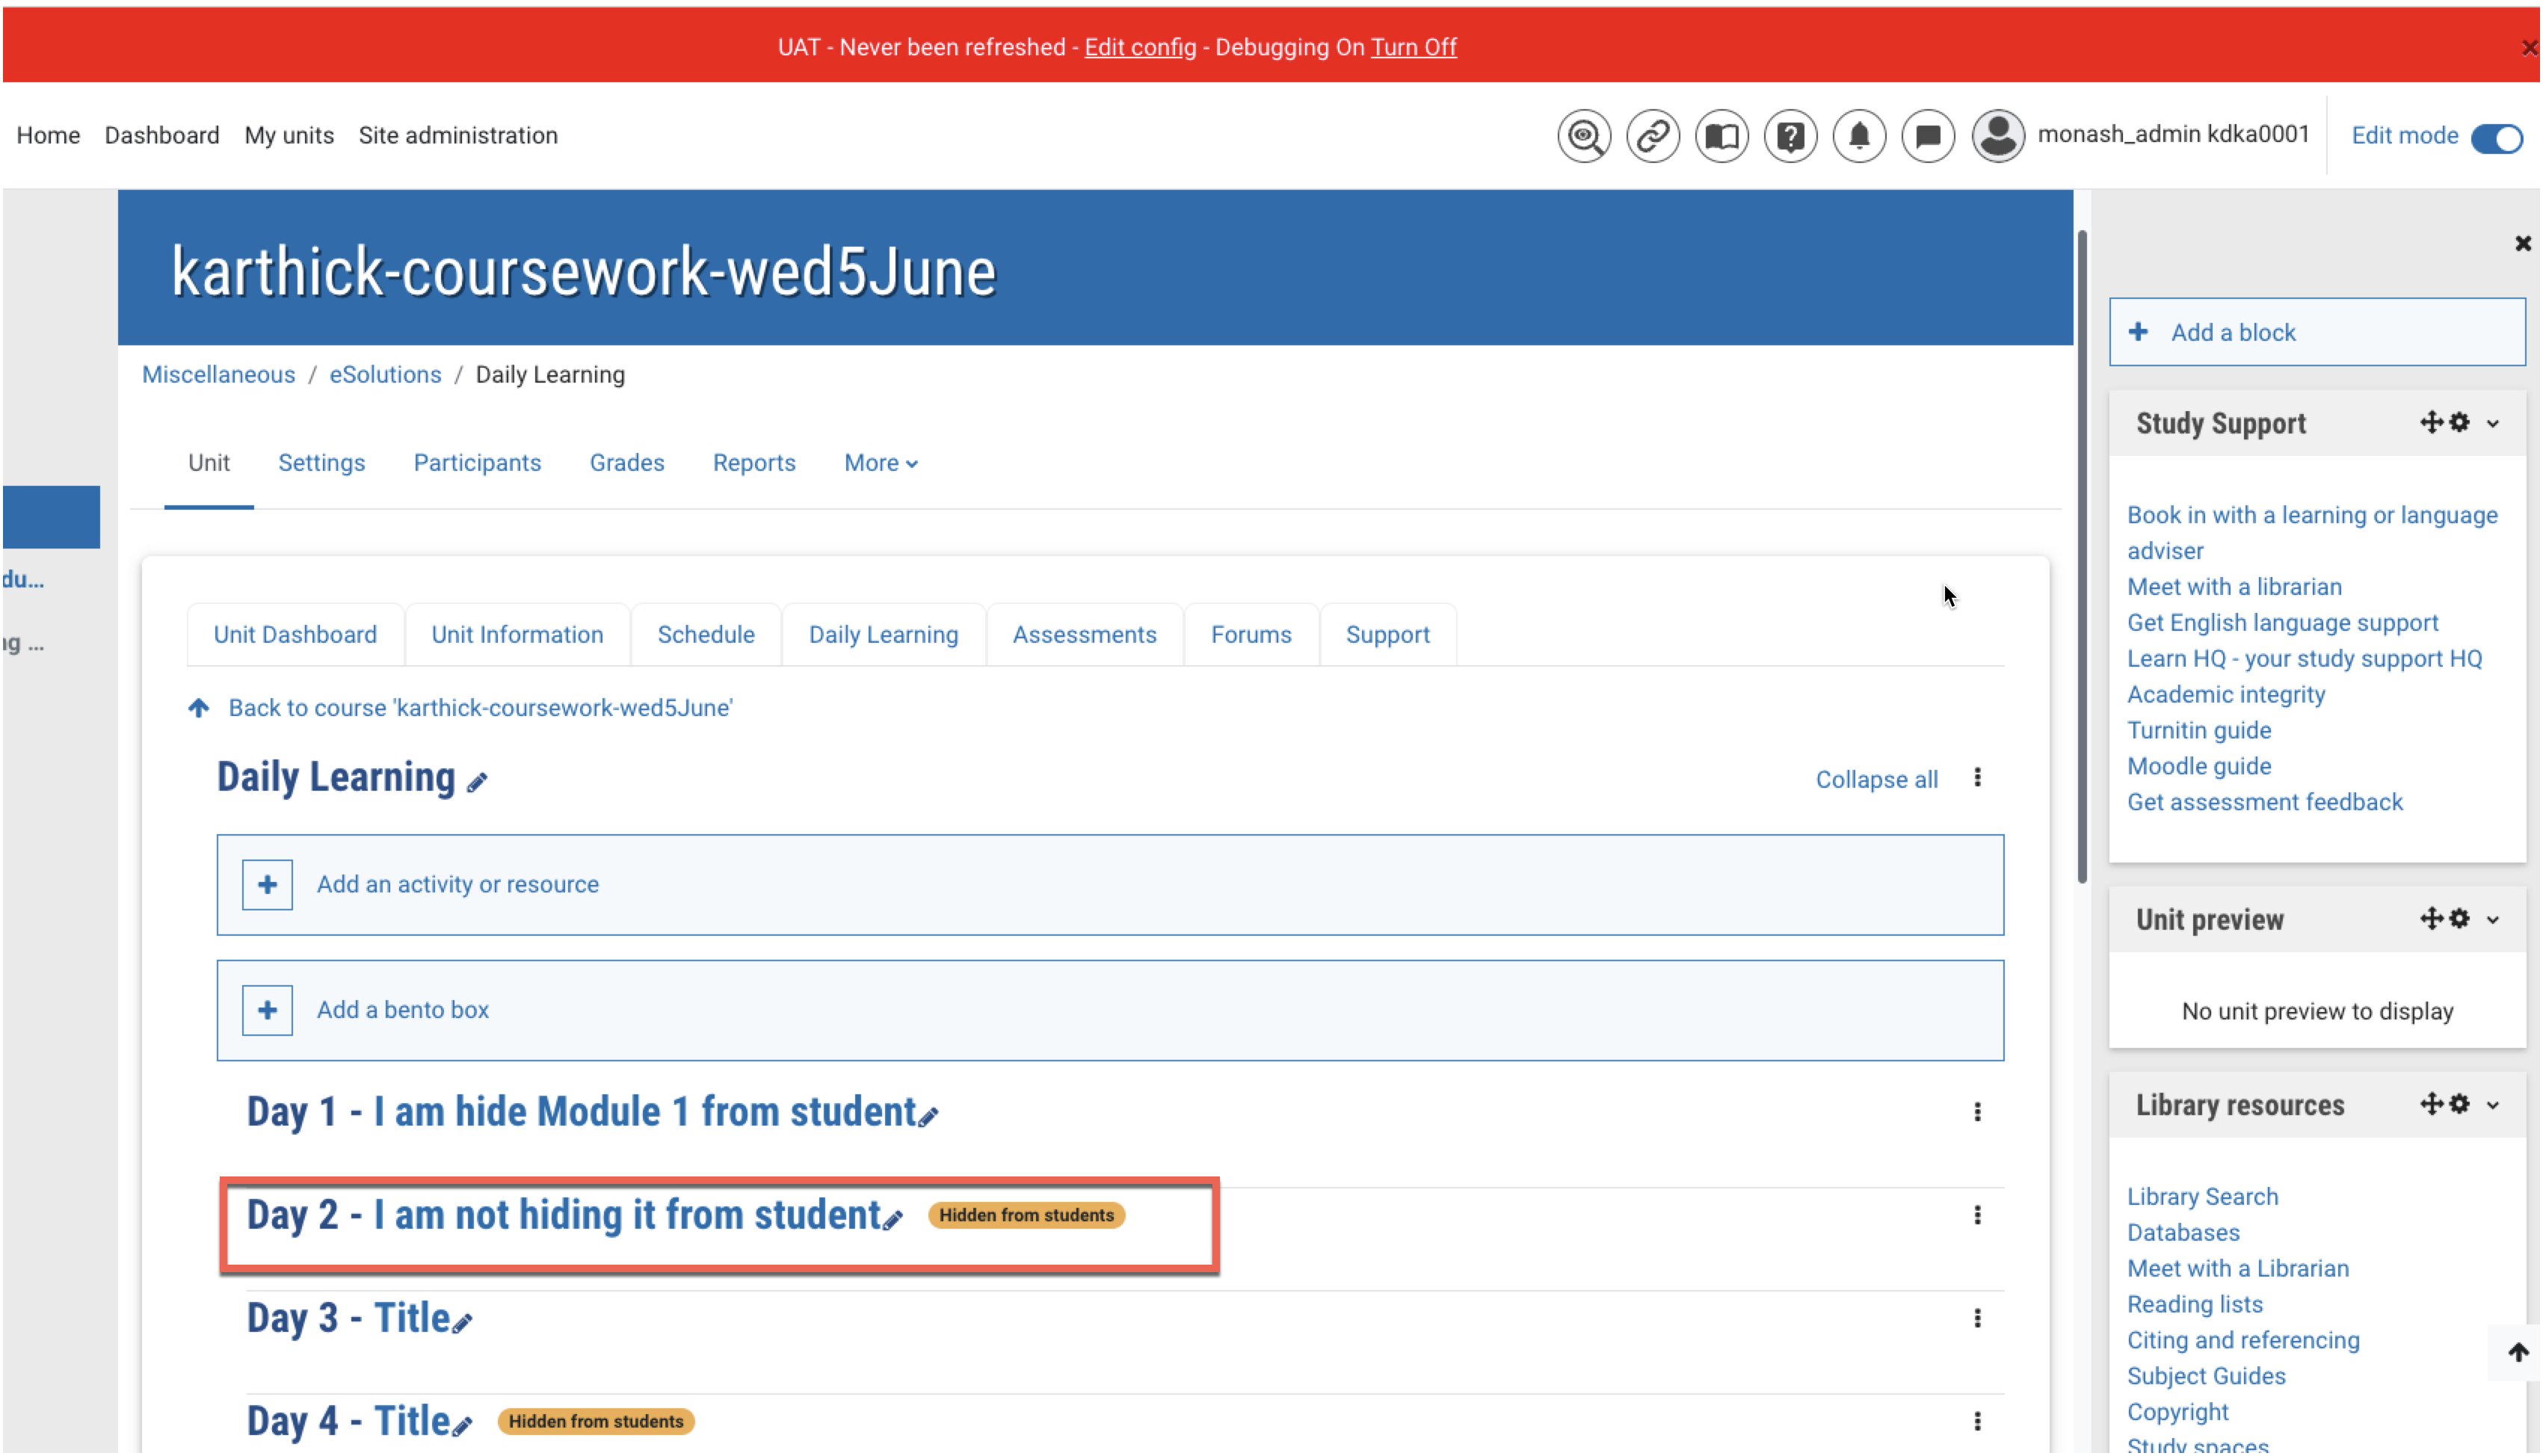 UAT - Never been refreshed - Edit config - Debugging On Turn Off
Home Dashboard My units Site administration
monash_admin kdka0001 Edit mode
karthick-coursework-wed5June
Miscellaneous / eSolutions / Daily Learning
Unit Settings Participants Grades Reports More
du...
g ...
Unit Dashboard Unit Information Schedule Daily Learning Assessments Forums Support
Back to course 'karthick-coursework-wed5June'
Daily Learning
Collapse all
Add an activity or resource
Add a bento box
Day 1 - I am hide Module 1 from student
Day 2 - I am not hiding it from student Hidden from students
Day 3 - Title
Day 4 - Title Hidden from students
Add a block
Study Support
Book in with a learning or language
adviser
Meet with a librarian
Get English language support
Learn HQ - your study support HQ
Academic integrity
Turnitin guide
Moodle guide
Get assessment feedback
Unit preview
No unit preview to display
Library resources
Library Search
Databases
Meet with a Librarian
Reading lists
Citing and referencing
Subject Guides
Copyright
Study spaces